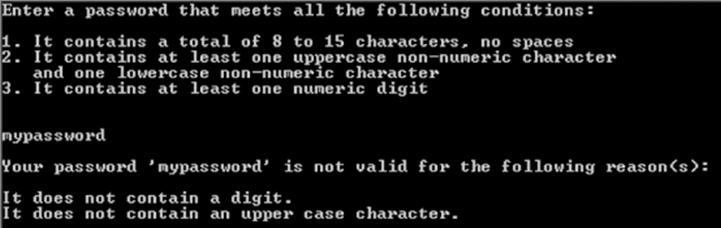 Enter a password that meets all the following conditions:
1. It contains a total of 8 to 15 characters, no spaces
2. It contains at least one uppercase non-numeric character
and one lowercase non-numeric character
3. It contains at least one numeric digit
mypassword
Your password 'mypassword' is not valid for the following reason(s):
It does not contain a digit.
It does not contain an upper case character.